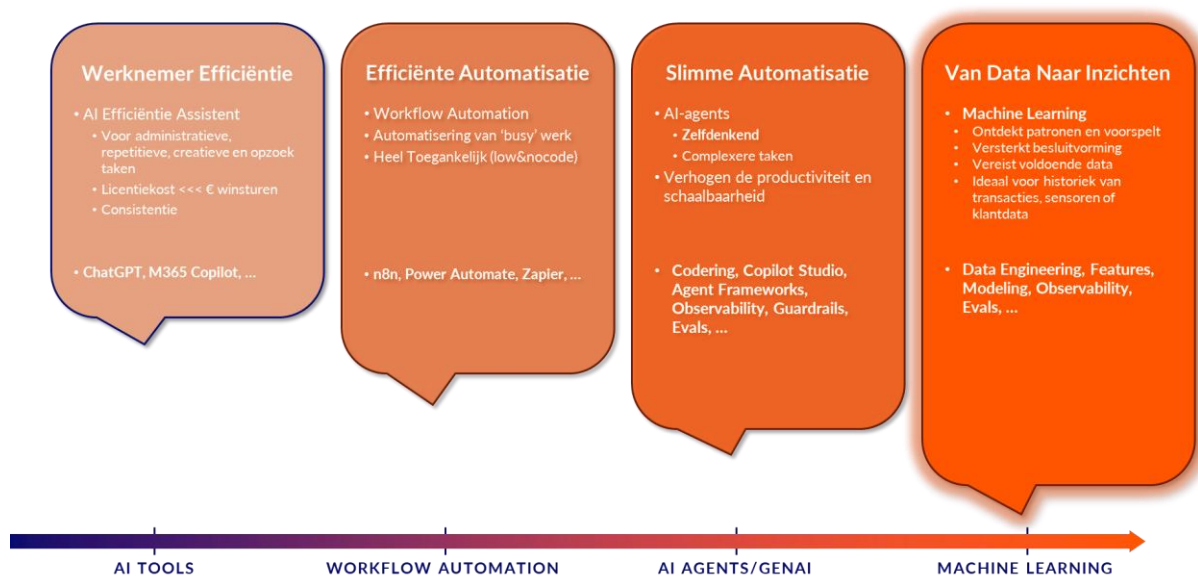 Werknemer Efficiëntie
• AI Efficiëntie Assistent
• Voor administratieve,
repetitieve, creatieve en opzoek
taken
• Licentiekost <<< € winsturen
• Consistentie
• ChatGPT, M365 Copilot, ...
Efficiënte Automatisatie
• Workflow Automation
• Automatisering van ‘busy’ werk
• Heel Toegankelijk (low&nocode)
• n8n, Power Automate, Zapier, ...
Slimme Automatisatie
• AI-agents
• Zelfdenkend
• Complexere taken
• Verhogen de productiviteit en
schaalbaarheid
• Codering, Copilot Studio,
Agent Frameworks,
Observability, Guardrails,
Evals, ...
Van Data Naar Inzichten
• Machine Learning
• Ontdekt patronen en voorspelt
• Versterkt besluitvorming
• Vereist voldoende data
• Ideaal voor historiek van
transacties, sensoren of
klantdata
• Data Engineering, Features,
Modeling, Observability,
Evals, ...
AI TOOLS
WORKFLOW AUTOMATION
AI AGENTS/GENAI
MACHINE LEARNING